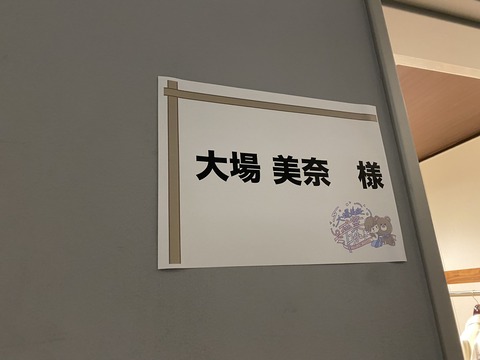 大場 美奈　様